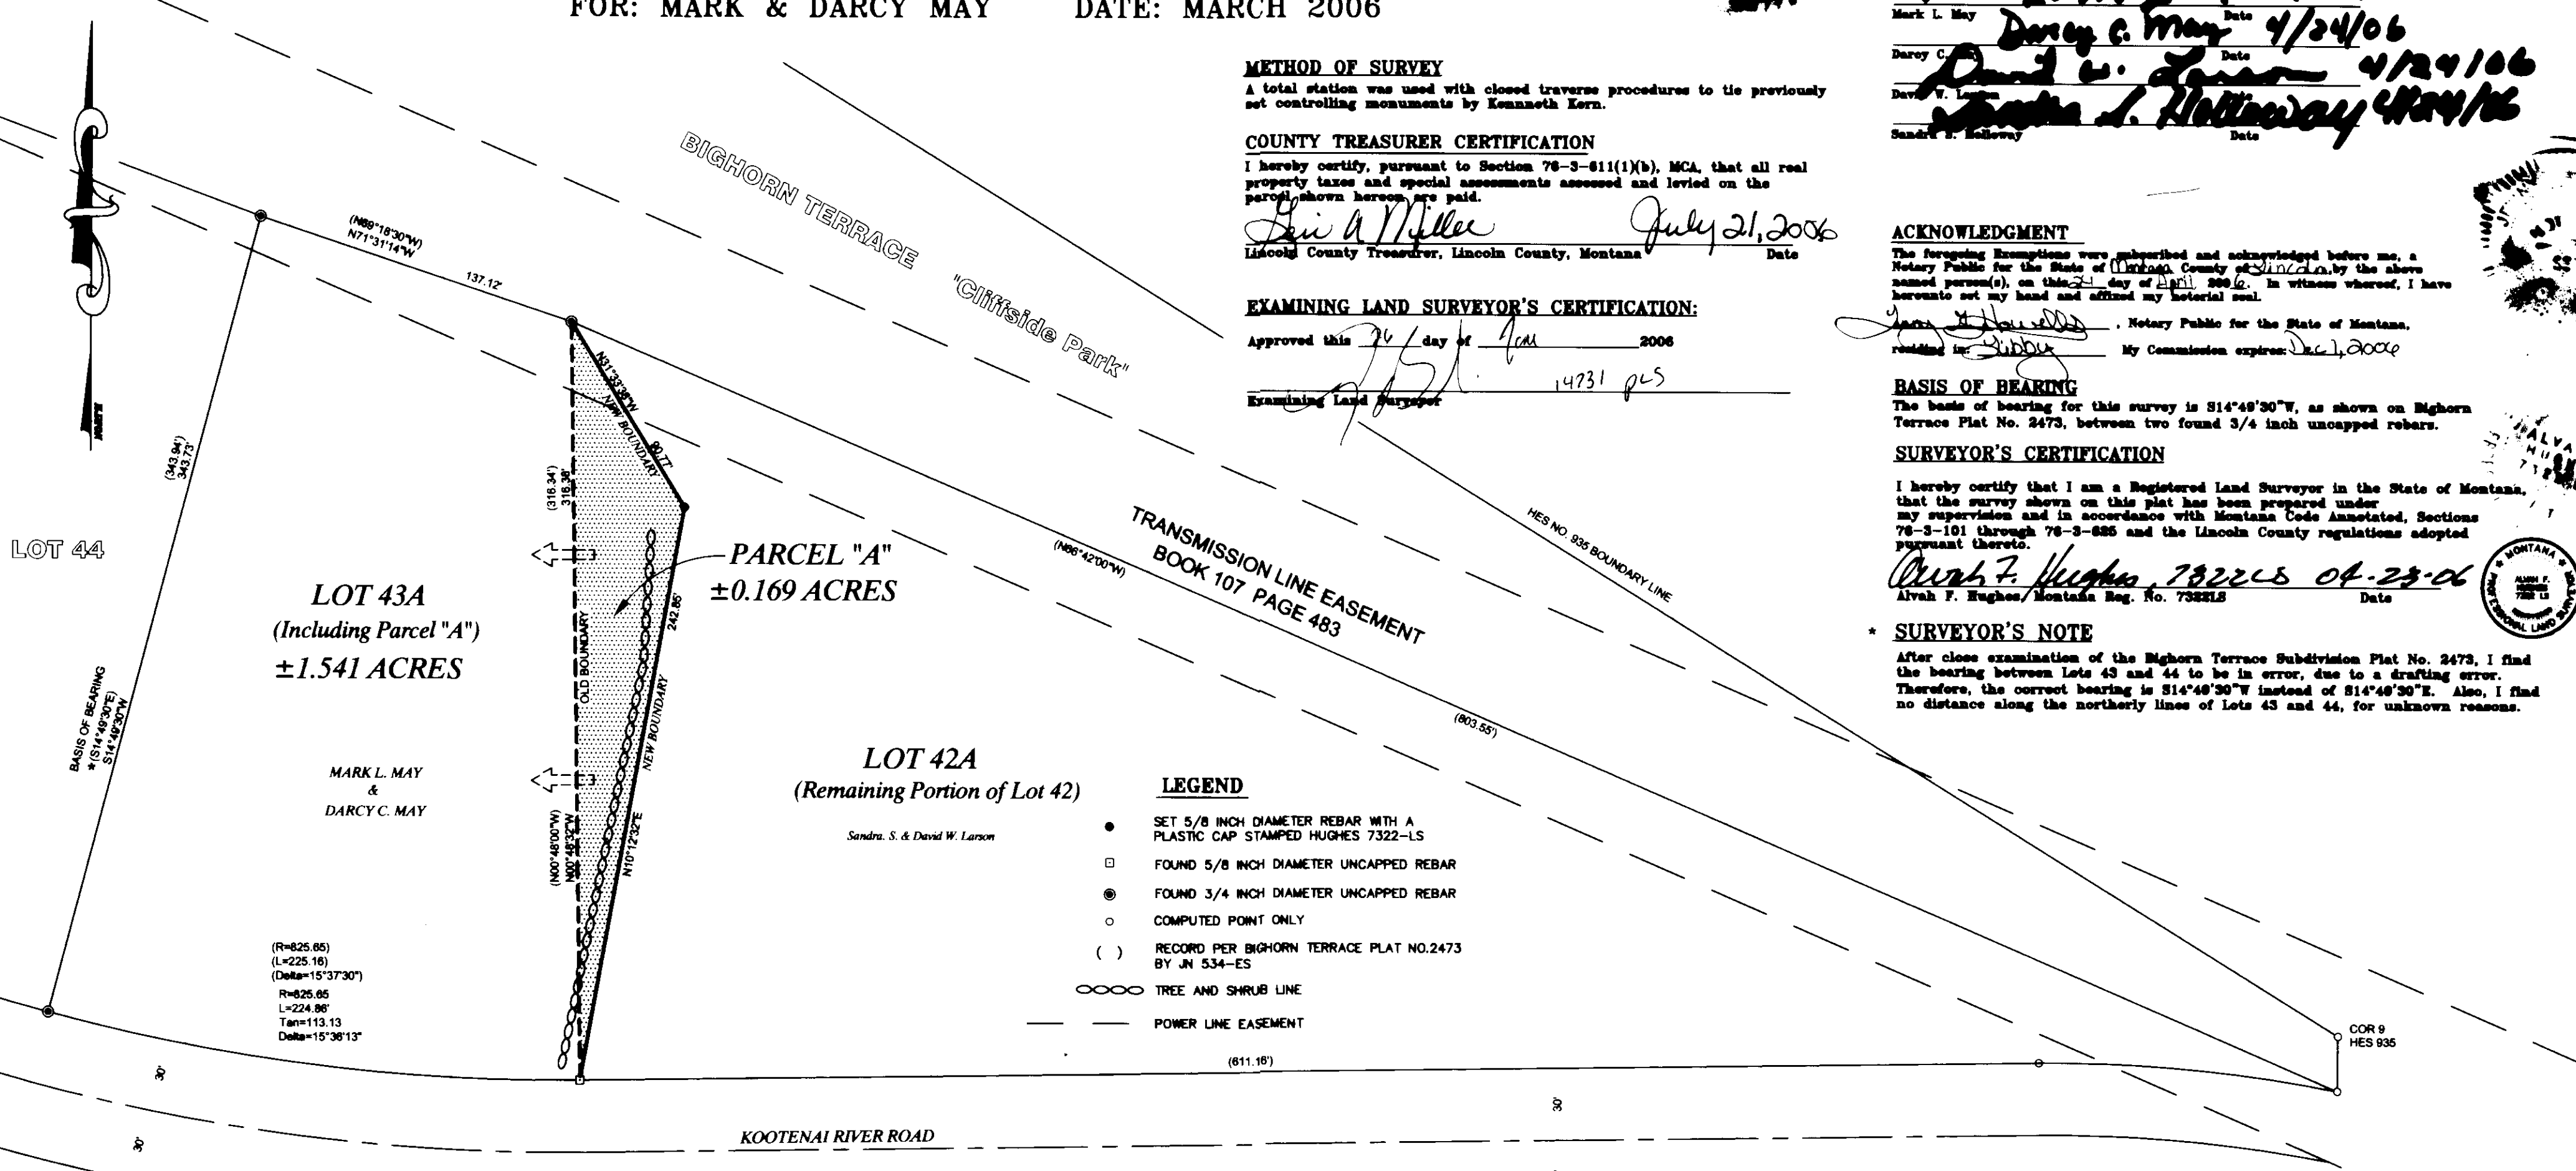 FOR: MARK & DARCY MAY DATE: MARCH 2006
METHOD OF SURVEY
A total station was used with closed traverse procedures to tie previously
set controlling monuments by Kennneth Kern.
COUNTY TREASURER CERTIFICATION
I hereby certify, pursuant to Section 76-3-611(1)(b), MCA, that all real
property taxes and special assessments assessed and levied on the
parcel shown hereon are paid.
Geri A Miller July 21, 2006
Lincoln County Treasurer, Lincoln County, Montana Date
EXAMINING LAND SURVEYOR'S CERTIFICATION:
Approved this day of 2006
14731 PLS
Examining Land Surveyor
Mark L. May Date
Darcy C. May 4/24/06
Darcy C. Date
David W. Larson 4/24/06
David W. Larson
Sandra S. Holloway 4/24/06
Sandra S. Holloway Date
ACKNOWLEDGMENT
The foregoing Exemptions were subscribed and acknowledged before me, a
Notary Public for the State of Montana County of Lincoln, by the above
named person(s), on this 24 day of April 2006. In witness whereof, I have
hereunto set my hand and affixed my notorial seal.
, Notary Public for the State of Montana,
residing in: Libby My Commission expires: Dec 1, 2006
BASIS OF BEARING
The basis of bearing for this survey is S14°49'30"W, as shown on Bighorn
Terrace Plat No. 2473, between two found 3/4 inch uncapped rebars.
SURVEYOR'S CERTIFICATION
I hereby certify that I am a Registered Land Surveyor in the State of Montana,
that the survey shown on this plat has been prepared under
my supervision and in accordance with Montana Code Annotated, Sections
76-3-101 through 76-3-625 and the Lincoln County regulations adopted
pursuant thereto.
Alvah F. Hughes, 7322LS 04-23-06
Alvah F. Hughes/Montana Reg. No. 7322LS Date
* SURVEYOR'S NOTE
After close examination of the Bighorn Terrace Subdivision Plat No. 2473, I find
the bearing between Lots 43 and 44 to be in error, due to a drafting error.
Therefore, the correct bearing is S14°49'30"W instead of S14°49'30"E. Also, I find
no distance along the northerly lines of Lots 43 and 44, for unknown reasons.
NORTH
BIGHORN TERRACE
"Cliffside Park"
(N69°18'30"W)
N71°31'14"W
137.12'
N31°33'38"W
NEW BOUNDARY
90.77'
(343.94')
343.73'
(316.34')
316.38'
LOT 44
LOT 43A
(Including Parcel "A")
±1.541 ACRES
PARCEL "A"
±0.169 ACRES
OLD BOUNDARY
242.85'
NEW BOUNDARY
N10°12'32"E
(N00°48'00"W)
N00°48'32"W
BASIS OF BEARING
*(S14°49'30"E)
S14°49'30"W
MARK L. MAY
&
DARCY C. MAY
LOT 42A
(Remaining Portion of Lot 42)
Sandra. S. & David W. Larson
(N66°42'00"W)
TRANSMISSION LINE EASEMENT
BOOK 107 PAGE 483
HES NO. 935 BOUNDARY LINE
(803.55')
(R=825.65)
(L=225.16)
(Delta=15°37'30")
R=825.65
L=224.86'
Tan=113.13
Delta=15°36'13"
LEGEND
SET 5/8 INCH DIAMETER REBAR WITH A
PLASTIC CAP STAMPED HUGHES 7322-LS
FOUND 5/8 INCH DIAMETER UNCAPPED REBAR
FOUND 3/4 INCH DIAMETER UNCAPPED REBAR
COMPUTED POINT ONLY
( ) RECORD PER BIGHORN TERRACE PLAT NO.2473
BY JN 534-ES
TREE AND SHRUB LINE
POWER LINE EASEMENT
(611.16')
COR 9
HES 935
30'
30'
30'
KOOTENAI RIVER ROAD